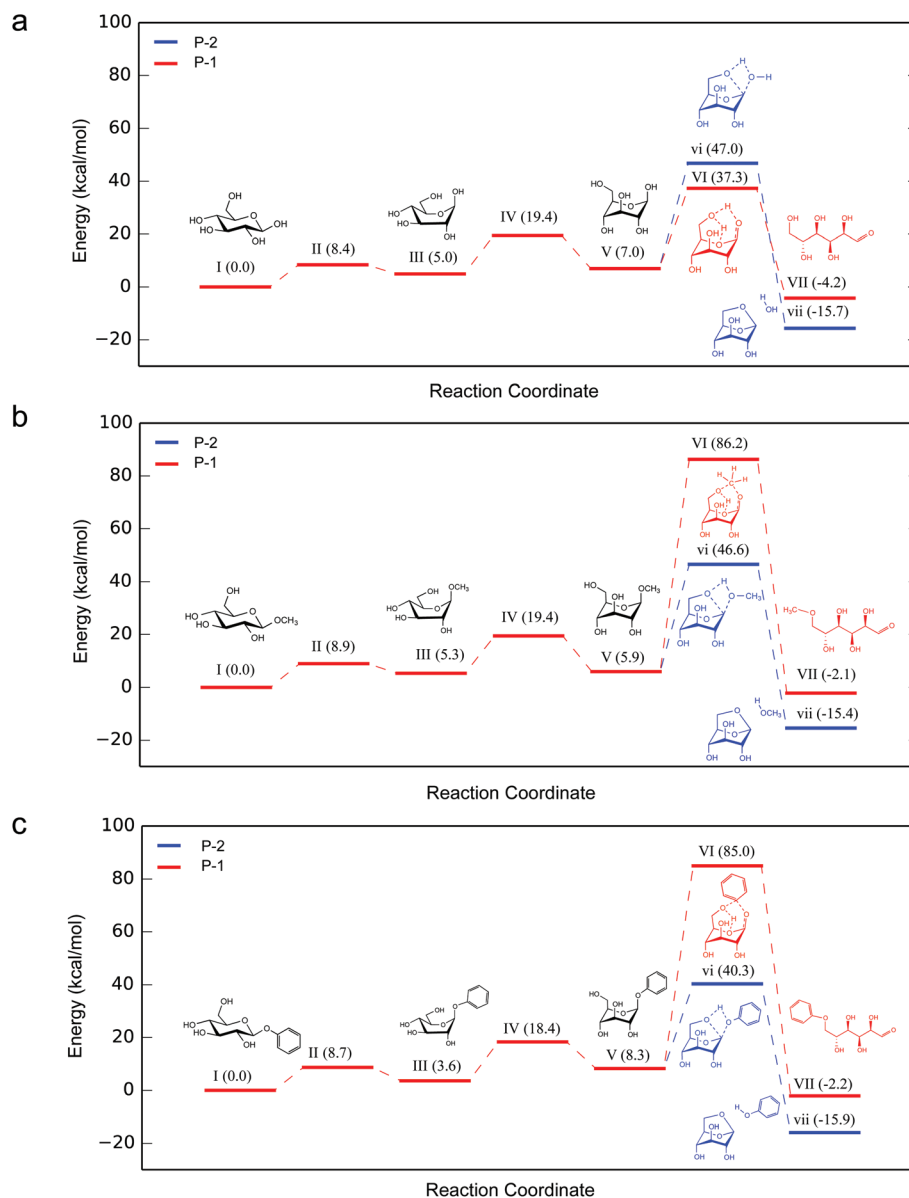 a
100
80
60
40
20
0
−20
Energy (kcal/mol)
P-2
P-1
I (0.0)
II (8.4)
III (5.0)
IV (19.4)
V (7.0)
vi (47.0)
VI (37.3)
VII (-4.2)
vii (-15.7)
Reaction Coordinate
b
100
80
60
40
20
0
−20
Energy (kcal/mol)
P-2
P-1
I (0.0)
II (8.9)
III (5.3)
IV (19.4)
V (5.9)
VI (86.2)
vi (46.6)
VII (-2.1)
vii (-15.4)
Reaction Coordinate
c
100
80
60
40
20
0
−20
Energy (kcal/mol)
P-2
P-1
I (0.0)
II (8.7)
III (3.6)
IV (18.4)
V (8.3)
VI (85.0)
vi (40.3)
VII (-2.2)
vii (-15.9)
Reaction Coordinate